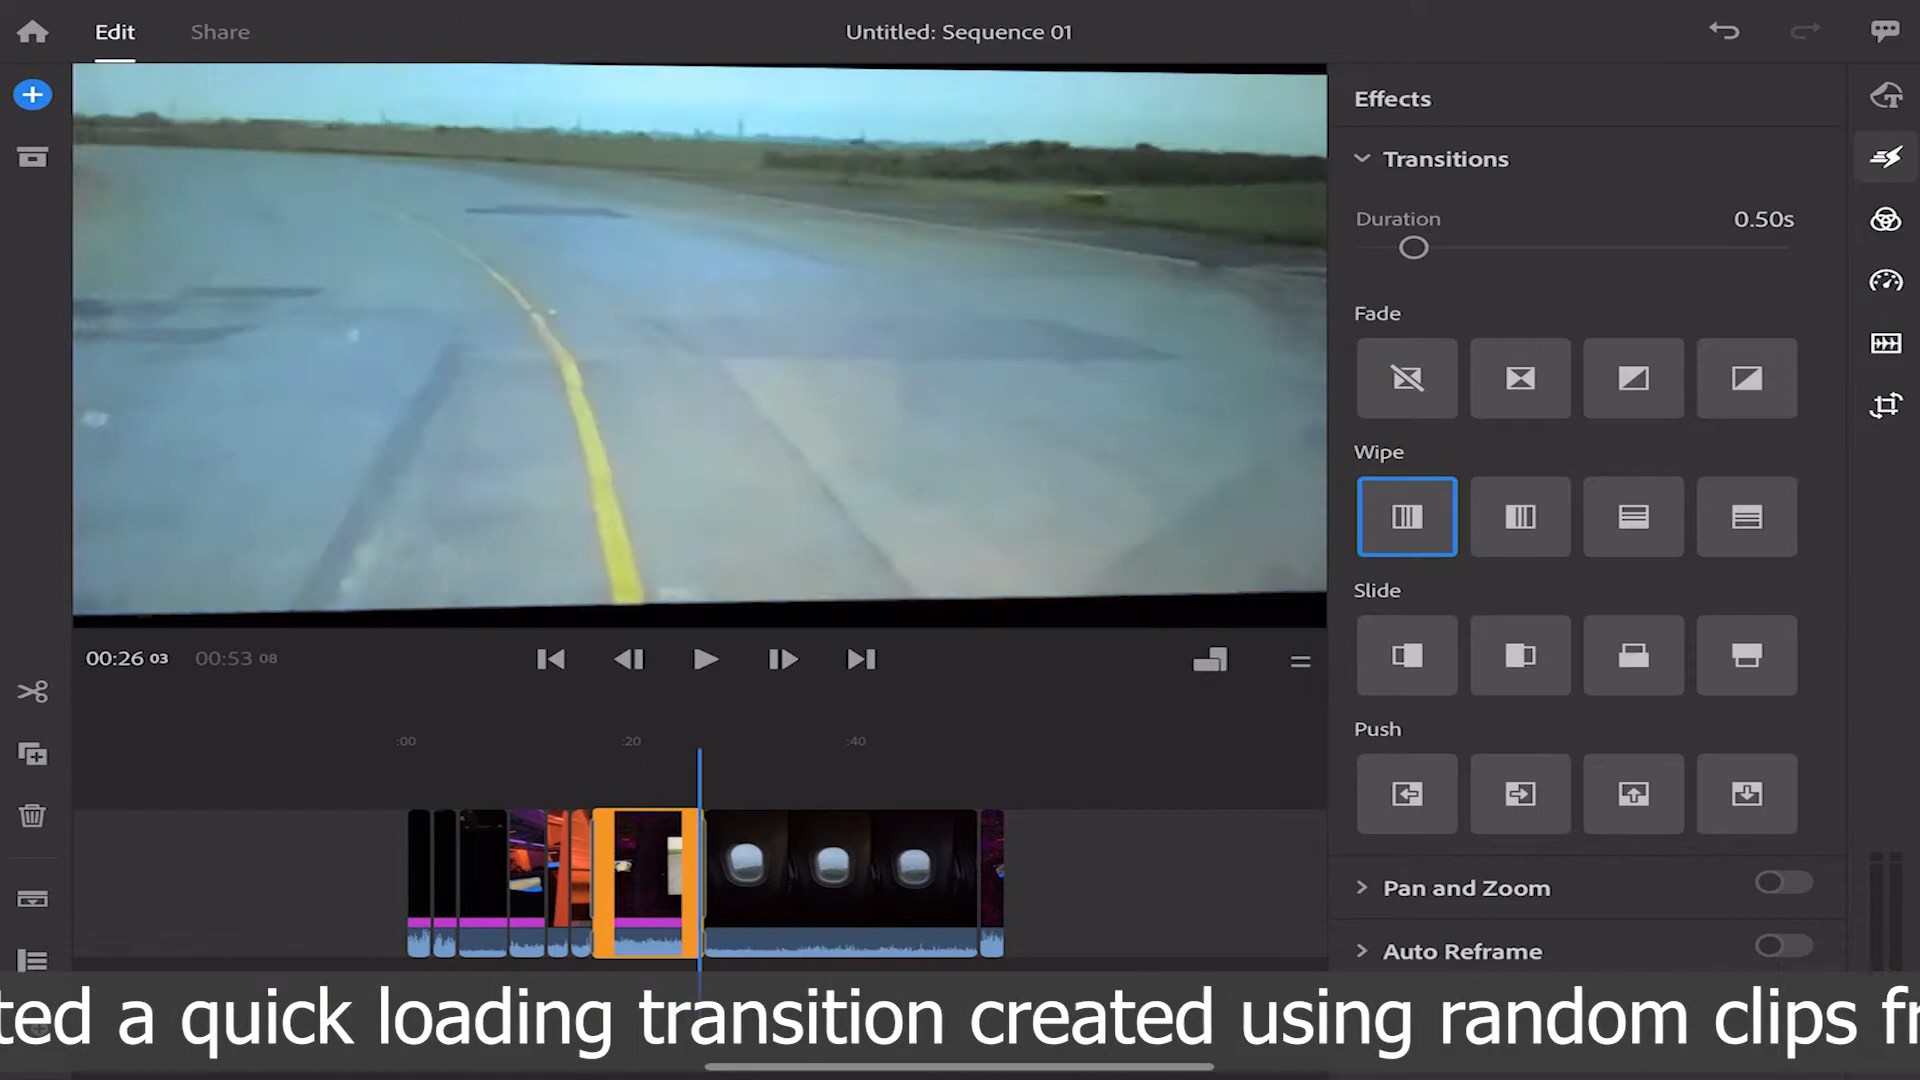 Edit
Share
Untitled: Sequence 01
Effects
Transitions
Duration
0.50s
Fade
Wipe
Slide
Push
00:26 03
00:53 08
:00
:20
:40
Pan and Zoom
Auto Reframe
ted a quick loading transition created using random clips fr